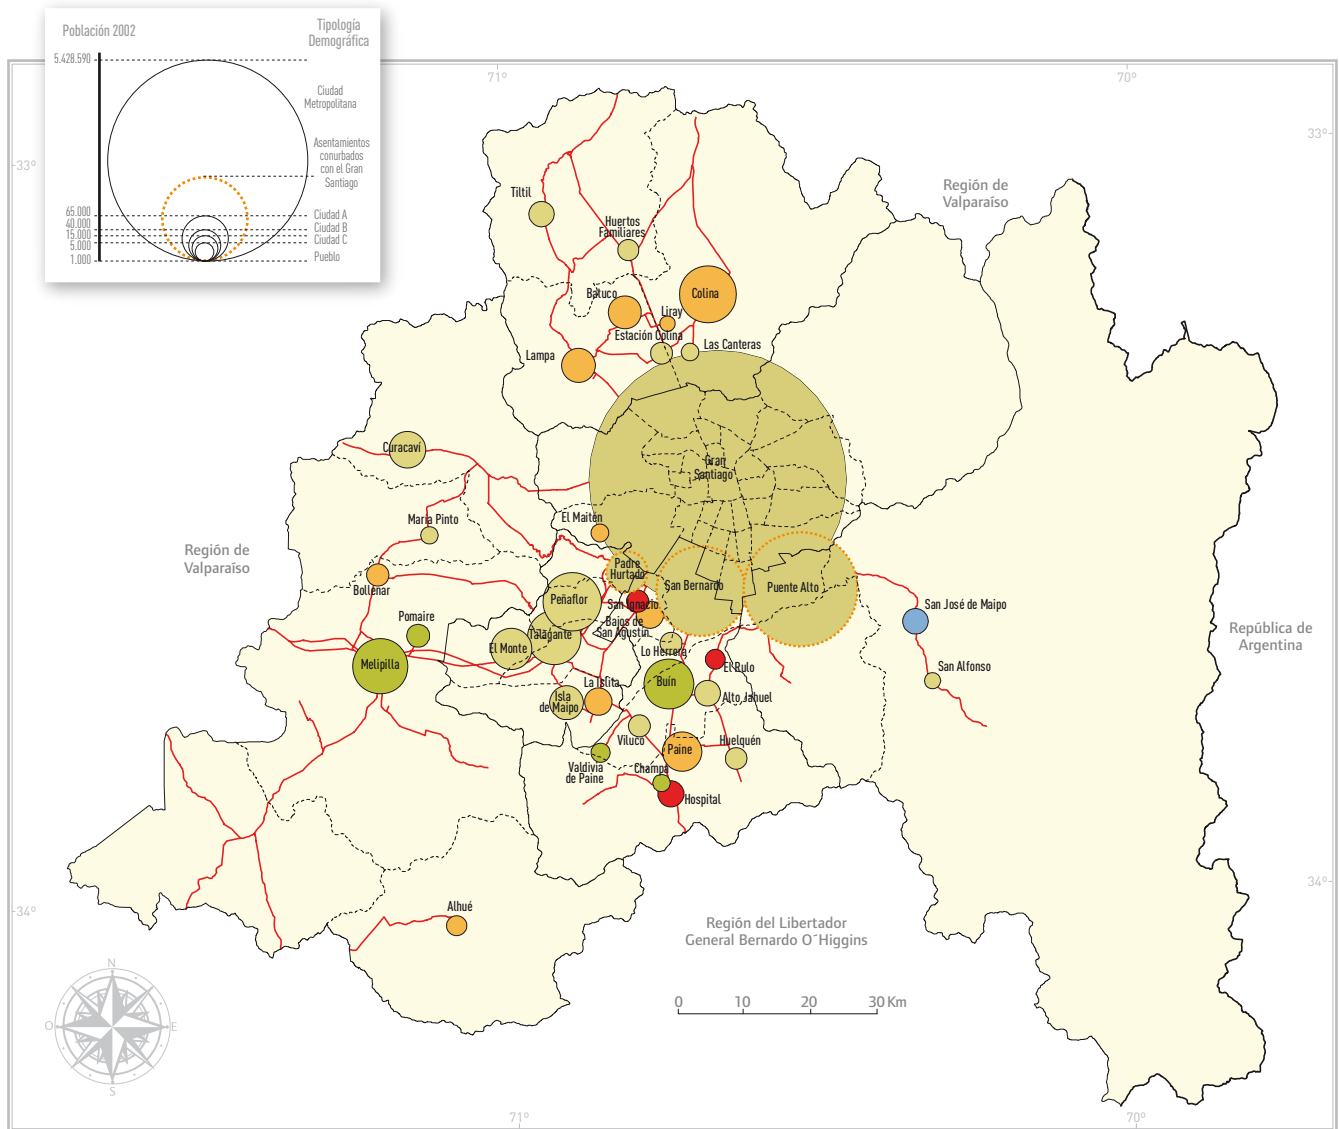 Población 2002
Tipología
Demográfica
5.428.590
Ciudad
Metropolitana
Asentamientos
conurbados
con el Gran
Santiago
65.000
40.000
15.000
5.000
1.000
Ciudad A
Ciudad B
Ciudad C
Pueblo
71°
70°
33°
33°
Región de
Valparaíso
Tiltil
Huertos
Familiares
Batuco
Colina
Liray
Estación Colina
Las Canteras
Lampa
Curacaví
Gran
Santiago
María Pinto
El Maitén
Región de
Valparaíso
Padre
Hurtado
San Bernardo
Puente Alto
Bollenar
Peñaflor
San Ignacio
San José de Maipo
Pomaire
Bajos de
San Agustín
Talagante
El Monte
Lo Herrera
República de
Argentina
Melipilla
El Rulo
San Alfonso
La Islita
Buin
Isla
de Maipo
Alto Jahuel
Viluco
Paine
Huelquén
Valdivia
de Paine
Champa
Hospital
34°
34°
Alhué
Región del Libertador
General Bernardo O´Higgins
N
O
E
S
0
10
20
30 Km
71°
70°